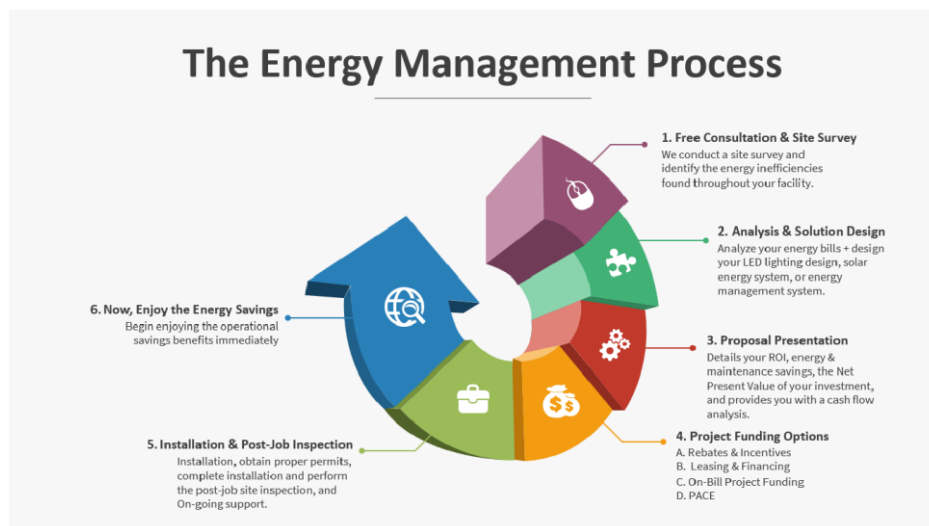 The Energy Management Process
1. Free Consultation & Site Survey
We conduct a site survey and
identify the energy inefficiencies
found throughout your facility.
2. Analysis & Solution Design
Analyze your energy bills + design
your LED lighting design, solar
energy system, or energy
management system.
3. Proposal Presentation
Details your ROI, energy &
maintenance savings, the Net
Present Value of your investment,
and provides you with a cash flow
analysis.
4. Project Funding Options
A. Rebates & Incentives
B. Leasing & Financing
C. On-Bill Project Funding
D. PACE
5. Installation & Post-Job Inspection
Installation, obtain proper permits,
complete installation and perform
the post-job site inspection, and
On-going support.
6. Now, Enjoy the Energy Savings
Begin enjoying the operational
savings benefits immediately
$ $